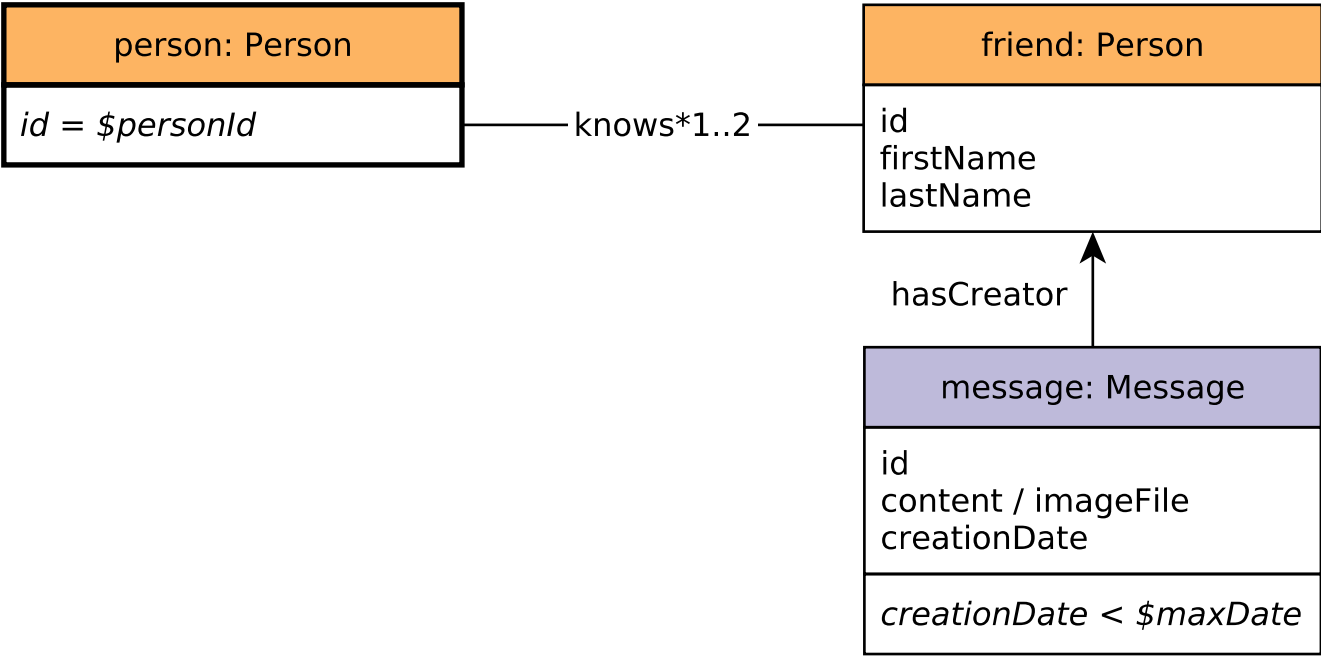 person: Person
id = $personId
knows*1..2
friend: Person
id
firstName
lastName
hasCreator
message: Message
id
content / imageFile
creationDate
creationDate < $maxDate